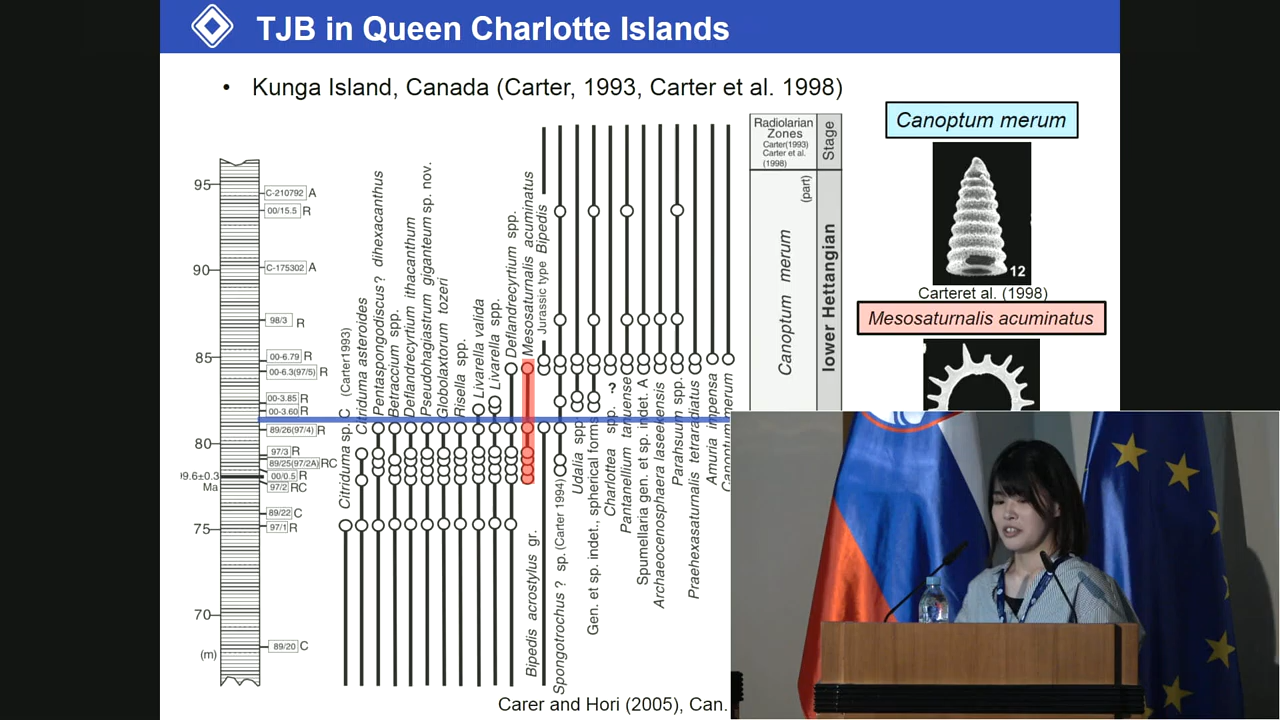 TJB in Queen Charlotte Islands
• Kunga Island, Canada (Carter, 1993, Carter et al. 1998)
95
90
85
80
75
70
(m)
C-210792 A
00/15.5 R
C-175302 A
98/3 R
00-6.79 R
00-6.3(97/5) R
00-3.85 R
00-3.60 R
89/26(97/4) R
97/3 R
89/25(97/2A) RC
00/0.5 R
97/2 RC
89/22 C
97/1 R
89/20 C
99.6±0.3
Ma
Citriduma sp. C (Carter1993)
Citriduma asteroides
Pentaspongodiscus? dihexacanthus
Betraccium spp.
Deflandrecyrtium ithacanthum
Pseudohagiastrum giganteum sp. nov.
Globolaxtorum tozeri
Risella spp.
Livarella valida
Livarella spp.
Deflandrecyrtium spp.
Mesosaturnalis acuminatus
Jurassic type Bipedis
Bipedis acrostylus gr.
Spongotrochus ? sp. (Carter 1994)
Udalia spp.
Gen. et sp. indet., spherical forms
Charlottea spp. -?
Pantanellium tanuense
Spumellaria gen. et sp. indet. A
Archaeocenosphaera laseekensis
Parahsuum spp.
Praehexasaturnalis tetraradiatus
Amuria impensa
Canoptum merum
Radiolarian
Zones
Carter(1993)
Carter et al.
(1998)
Stage
(part)
Canoptum merum
lower Hettangian
Canoptum merum
12
Carteret al. (1998)
Mesosaturnalis acuminatus
Carer and Hori (2005), Can.